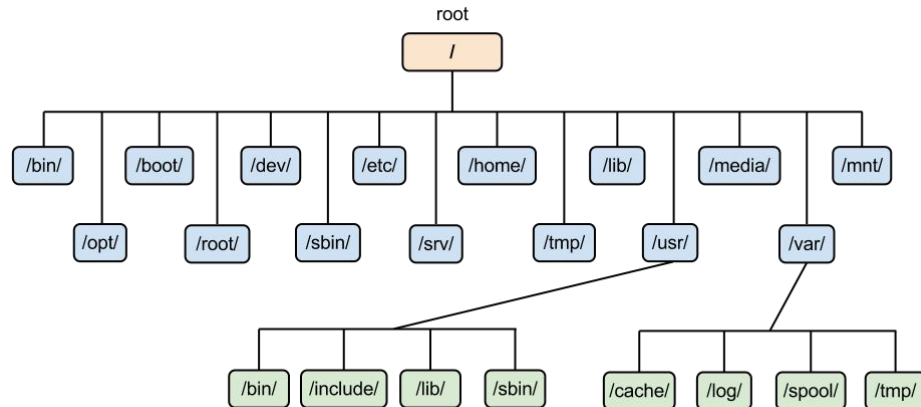 root
/
/bin/
/boot/
/dev/
/etc/
/home/
/lib/
/media/
/mnt/
/opt/
/root/
/sbin/
/srv/
/tmp/
/usr/
/var/
/bin/
/include/
/lib/
/sbin/
/cache/
/log/
/spool/
/tmp/